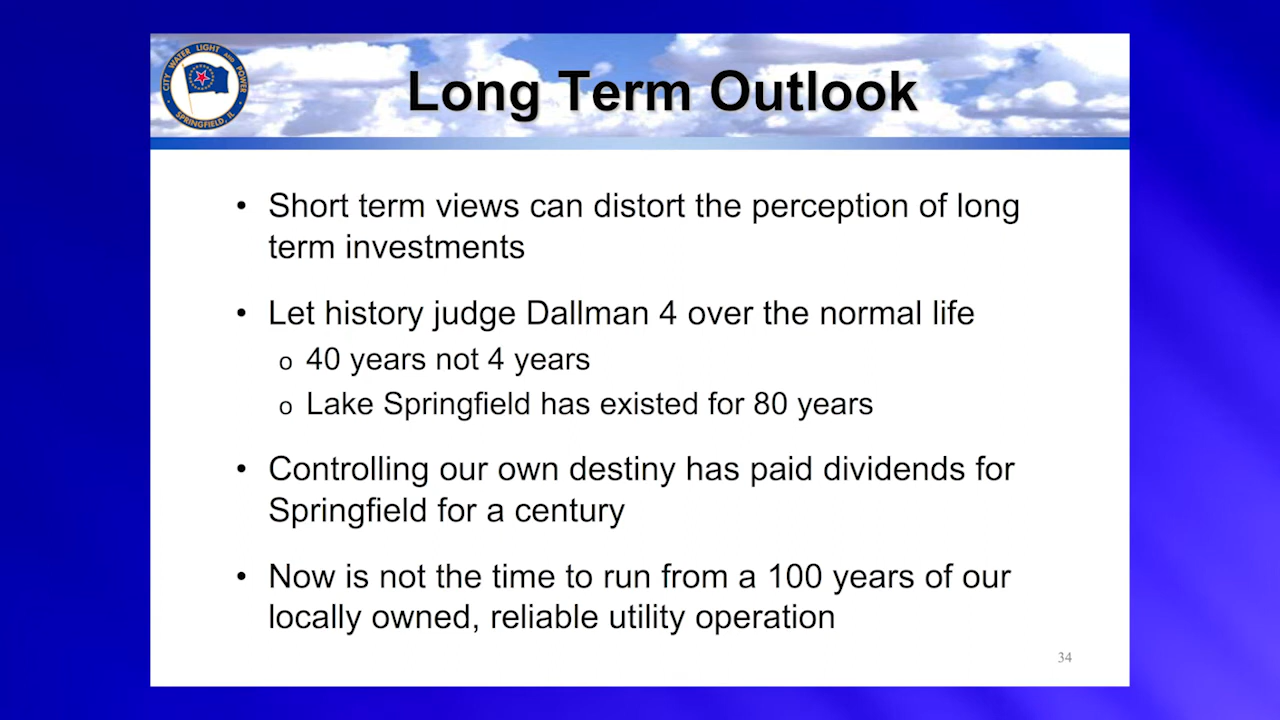 CITY WATER LIGHT AND POWER
SPRINGFIELD, IL
Long Term Outlook
• Short term views can distort the perception of long
term investments
• Let history judge Dallman 4 over the normal life
o 40 years not 4 years
o Lake Springfield has existed for 80 years
• Controlling our own destiny has paid dividends for
Springfield for a century
• Now is not the time to run from a 100 years of our
locally owned, reliable utility operation
34